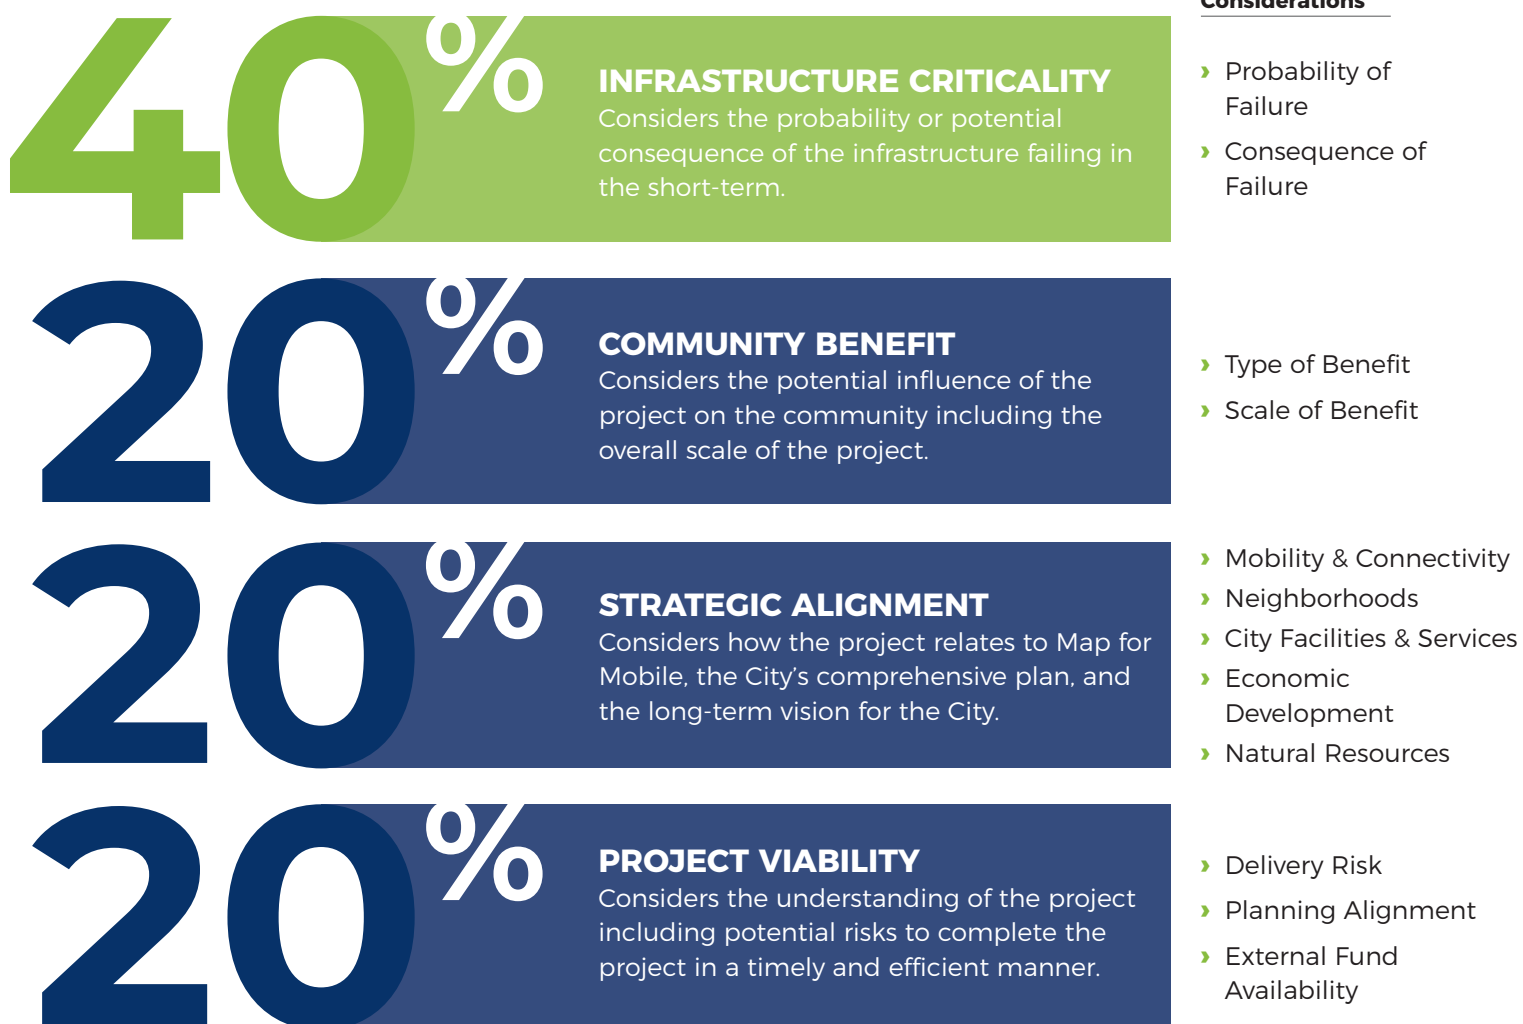 Considerations
40%
INFRASTRUCTURE CRITICALITY
Considers the probability or potential
consequence of the infrastructure failing in
the short-term.
› Probability of
Failure
› Consequence of
Failure
20%
COMMUNITY BENEFIT
Considers the potential influence of the
project on the community including the
overall scale of the project.
› Type of Benefit
› Scale of Benefit
20%
STRATEGIC ALIGNMENT
Considers how the project relates to Map for
Mobile, the City’s comprehensive plan, and
the long-term vision for the City.
› Mobility & Connectivity
› Neighborhoods
› City Facilities & Services
› Economic
Development
› Natural Resources
20%
PROJECT VIABILITY
Considers the understanding of the project
including potential risks to complete the
project in a timely and efficient manner.
› Delivery Risk
› Planning Alignment
› External Fund
Availability